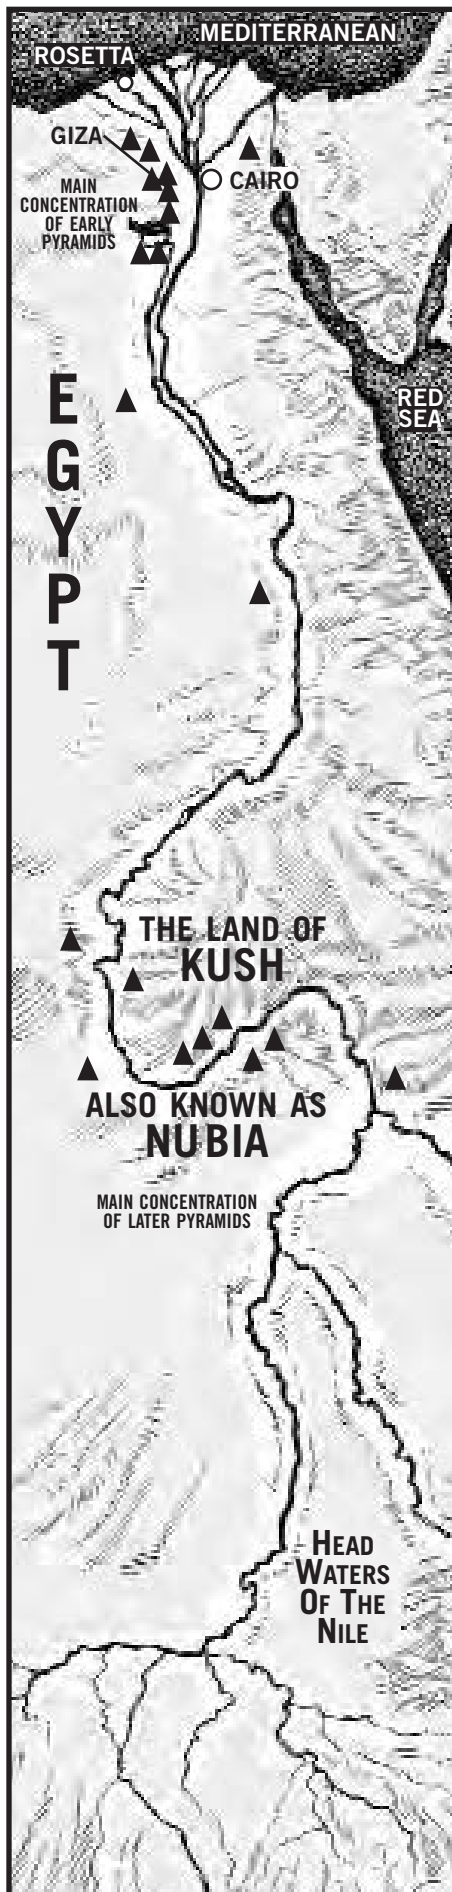 MEDITERRANEAN
ROSETTA
GIZA
CAIRO
MAIN
CONCENTRATION
OF EARLY
PYRAMIDS
RED
SEA
EGYPT
THE LAND OF
KUSH
ALSO KNOWN AS
NUBIA
MAIN CONCENTRATION
OF LATER PYRAMIDS
HEAD
WATERS
OF THE
NILE